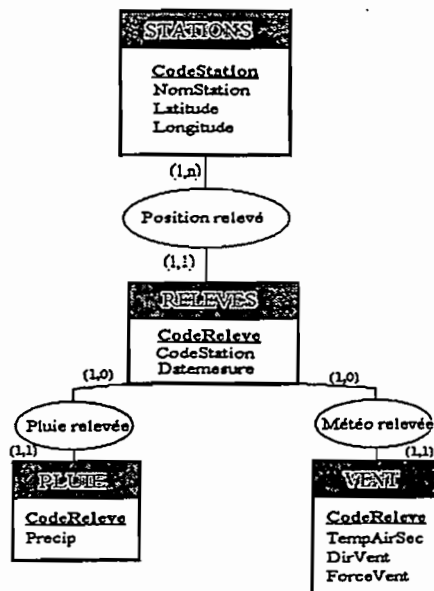 STATIONS
CodeStation
NomStation
Latitude
Longitude
(1,n)
Position relevé
(1,1)
RELEVES
CodeReleve
CodeStation
Datemesure
(1,0)
(1,0)
Pluie relevée
Météo relevée
(1,1)
(1,1)
PLUIE
VENT
CodeReleve
Precip
CodeReleve
TempAirSec
DirVent
ForceVent